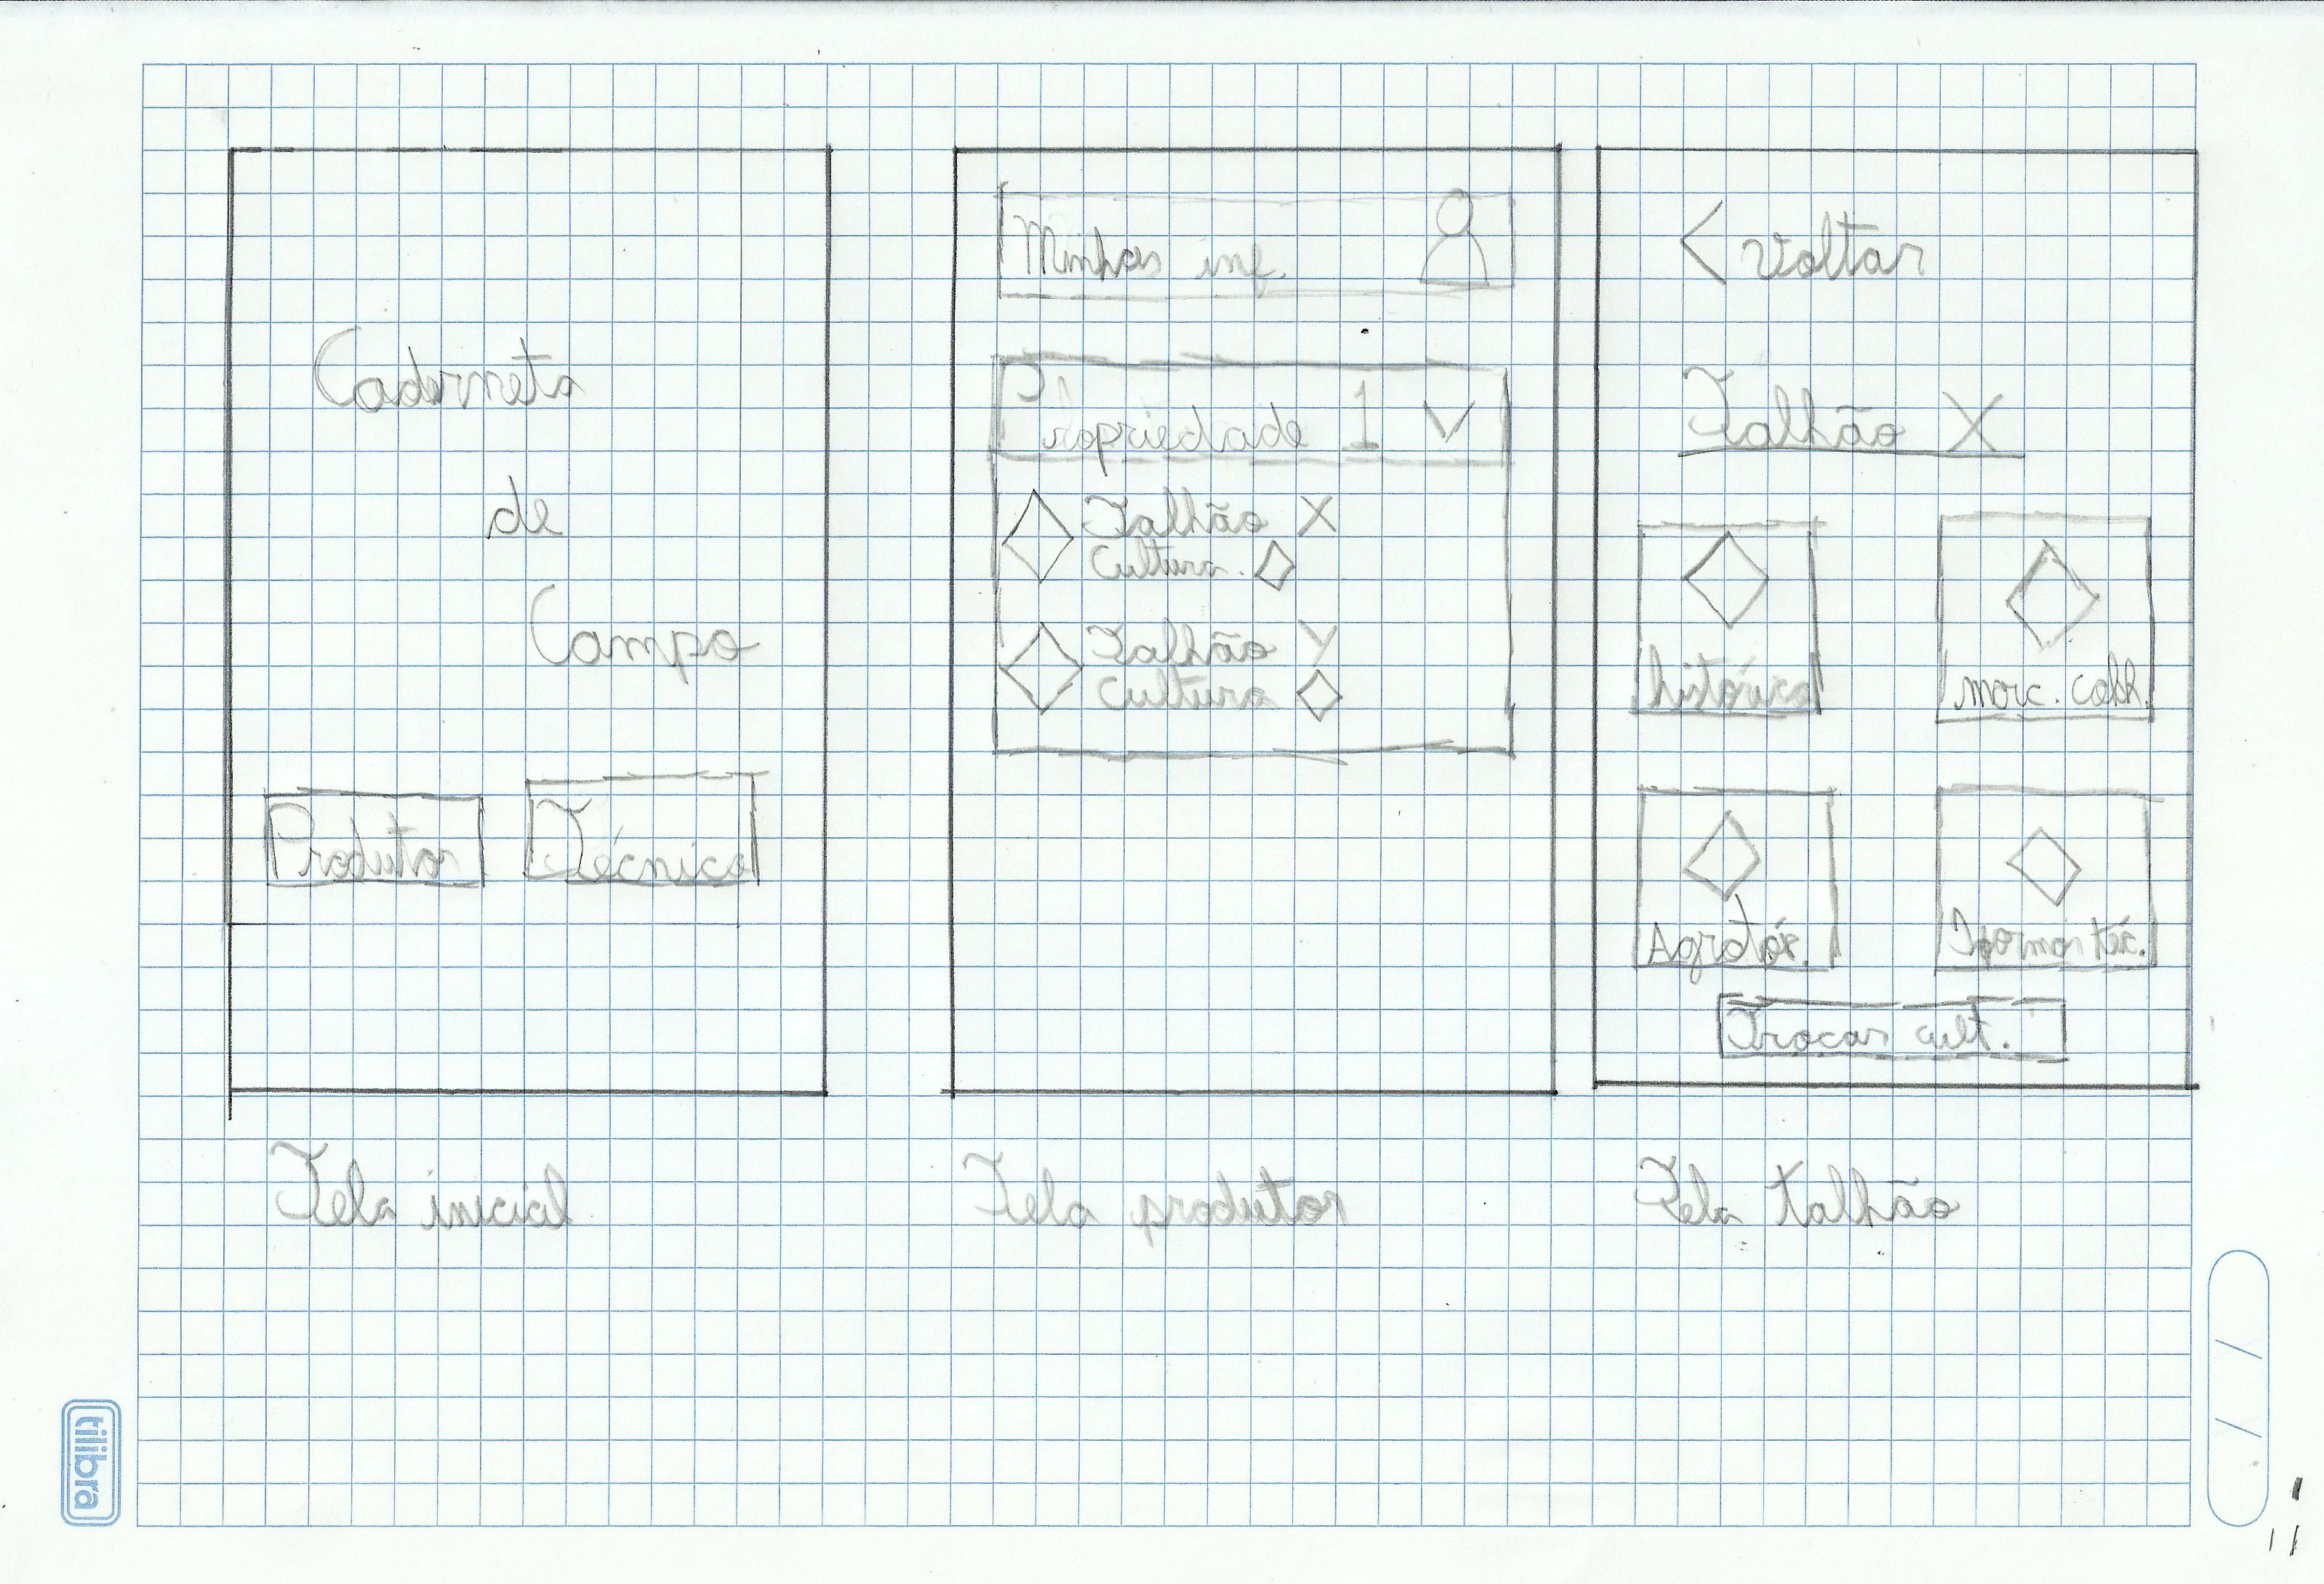 Caderneta
de
Campo
Produtor
Técnico
Tela inicial
Minhas inf.
Propriedade 1
Talhão X
Cultura.
Talhão Y
Cultura
Tela produtor
< Voltar
Talhão X
histórico
marc. colh.
Agrotóx.
téc.
Trocar cult.
Tela talhão
tilibra